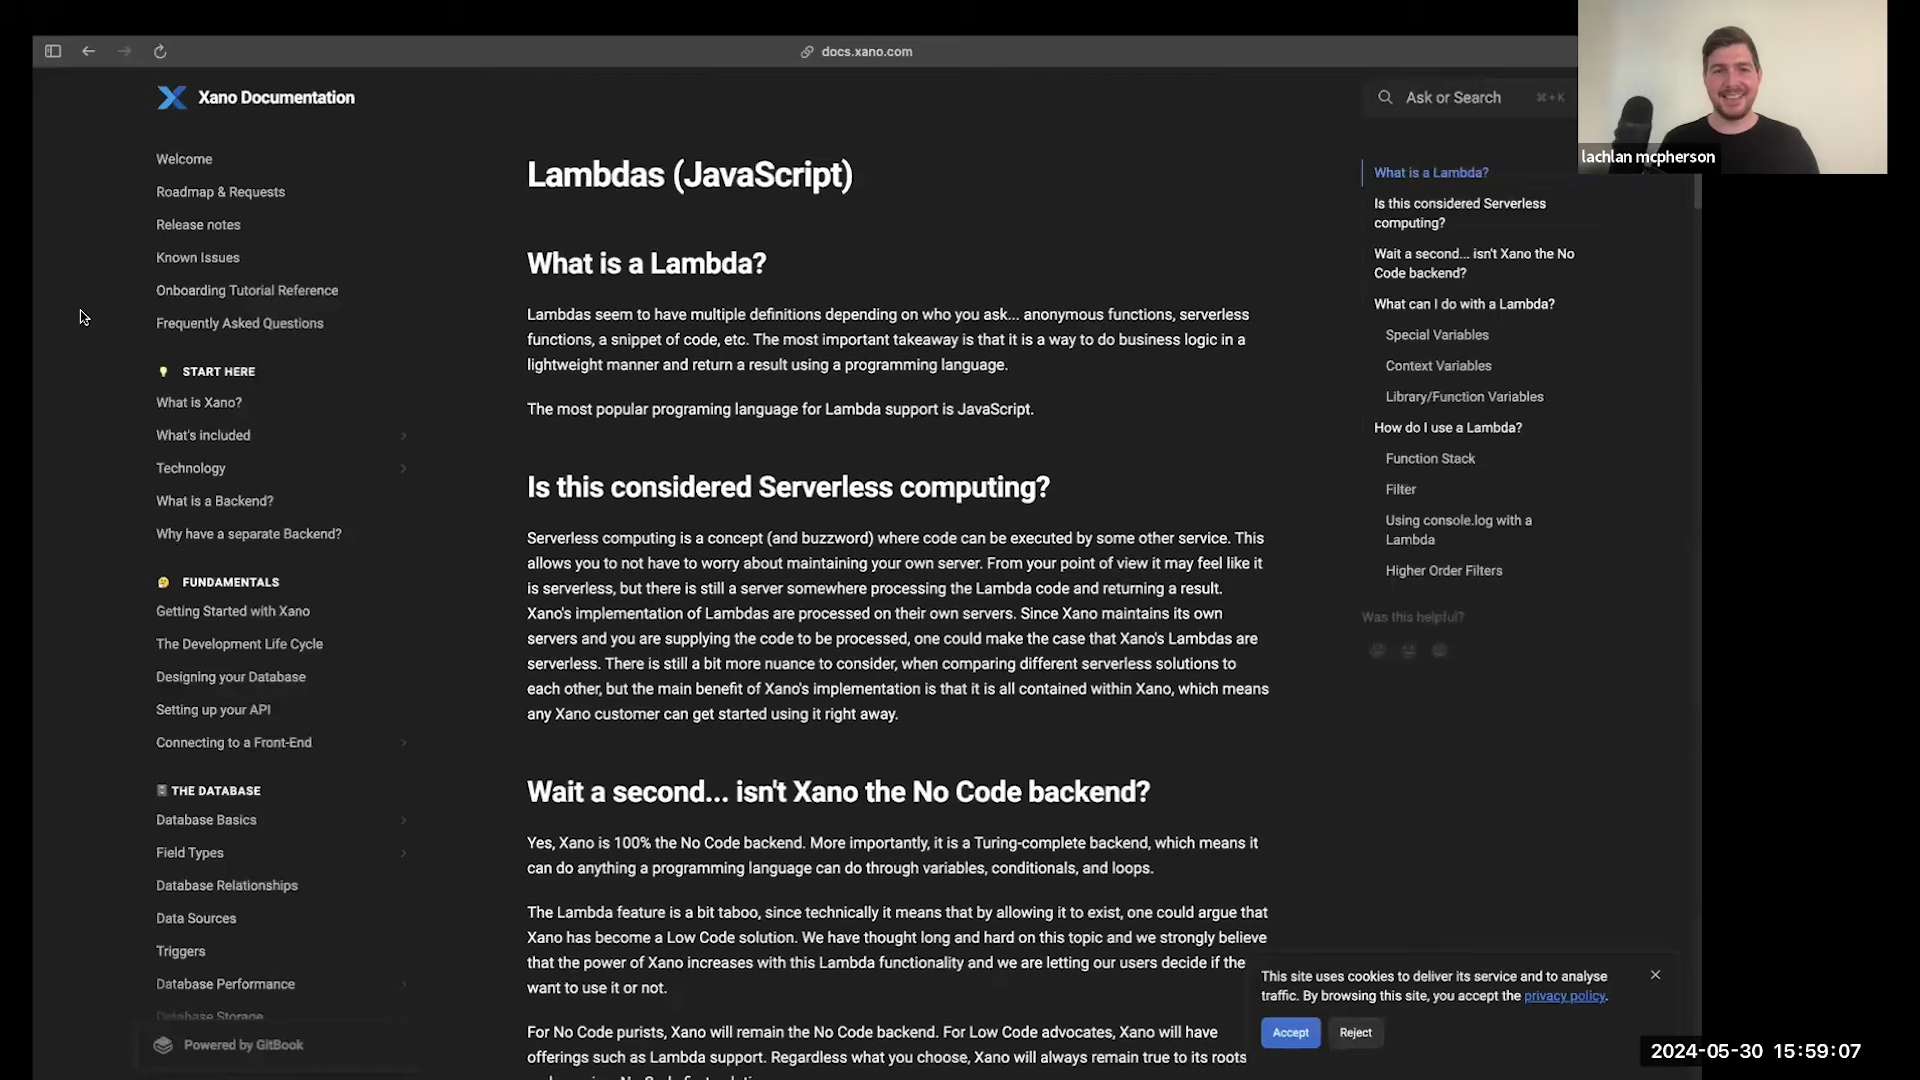 docs.xano.com
Xano Documentation
Ask or Search ⌘+K
lachlan mcpherson
Welcome
Roadmap & Requests
Release notes
Known Issues
Onboarding Tutorial Reference
Frequently Asked Questions
START HERE
What is Xano?
What's included
Technology
What is a Backend?
Why have a separate Backend?
FUNDAMENTALS
Getting Started with Xano
The Development Life Cycle
Designing your Database
Setting up your API
Connecting to a Front-End
THE DATABASE
Database Basics
Field Types
Database Relationships
Data Sources
Triggers
Database Performance
Database Storage
Powered by GitBook
Lambdas (JavaScript)
What is a Lambda?
Lambdas seem to have multiple definitions depending on who you ask... anonymous functions, serverless
functions, a snippet of code, etc. The most important takeaway is that it is a way to do business logic in a
lightweight manner and return a result using a programming language.
The most popular programing language for Lambda support is JavaScript.
Is this considered Serverless computing?
Serverless computing is a concept (and buzzword) where code can be executed by some other service. This
allows you to not have to worry about maintaining your own server. From your point of view it may feel like it
is serverless, but there is still a server somewhere processing the Lambda code and returning a result.
Xano's implementation of Lambdas are processed on their own servers. Since Xano maintains its own
servers and you are supplying the code to be processed, one could make the case that Xano's Lambdas are
serverless. There is still a bit more nuance to consider, when comparing different serverless solutions to
each other, but the main benefit of Xano's implementation is that it is all contained within Xano, which means
any Xano customer can get started using it right away.
Wait a second... isn't Xano the No Code backend?
Yes, Xano is 100% the No Code backend. More importantly, it is a Turing-complete backend, which means it
can do anything a programming language can do through variables, conditionals, and loops.
The Lambda feature is a bit taboo, since technically it means that by allowing it to exist, one could argue that
Xano has become a Low Code solution. We have thought long and hard on this topic and we strongly believe
that the power of Xano increases with this Lambda functionality and we are letting our users decide if the
want to use it or not.
For No Code purists, Xano will remain the No Code backend. For Low Code advocates, Xano will have
offerings such as Lambda support. Regardless what you choose, Xano will always remain true to its roots
What is a Lambda?
Is this considered Serverless
computing?
Wait a second... isn't Xano the No
Code backend?
What can I do with a Lambda?
Special Variables
Context Variables
Library/Function Variables
How do I use a Lambda?
Function Stack
Filter
Using console.log with a
Lambda
Higher Order Filters
Was this helpful?
This site uses cookies to deliver its service and to analyse
traffic. By browsing this site, you accept the privacy policy.
Accept
Reject
2024-05-30 15:59:07